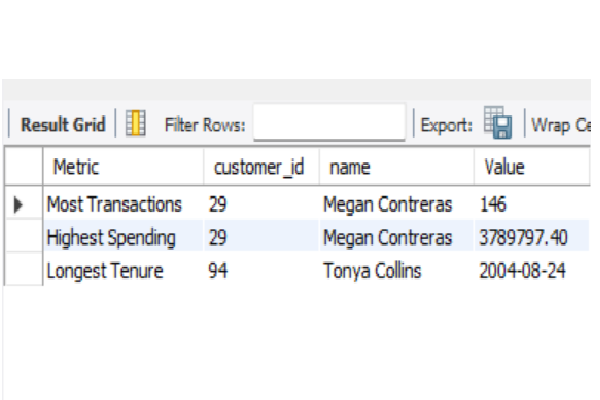 Result Grid Filter Rows: Export: Wrap Ce
Metric customer_id name Value
Most Transactions 29 Megan Contreras 146
Highest Spending 29 Megan Contreras 3789797.40
Longest Tenure 94 Tonya Collins 2004-08-24